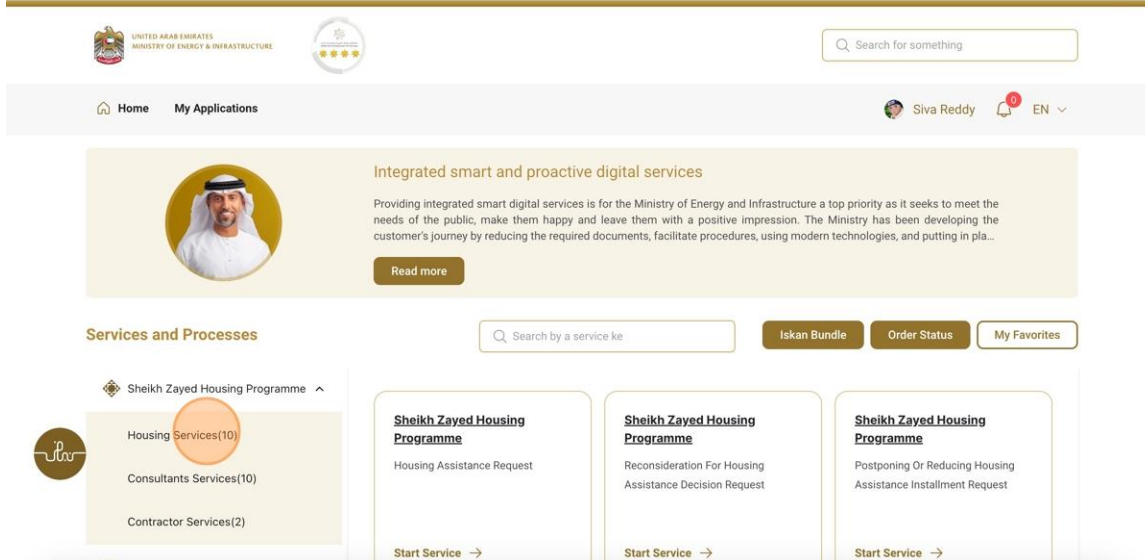 UNITED ARAB EMIRATES
MINISTRY OF ENERGY & INFRASTRUCTURE
Search for something
Home
My Applications
Siva Reddy
0
EN
Integrated smart and proactive digital services
Providing integrated smart digital services is for the Ministry of Energy and Infrastructure a top priority as it seeks to meet the
needs of the public, make them happy and leave them with a positive impression. The Ministry has been developing the
customer's journey by reducing the required documents, facilitate procedures, using modern technologies, and putting in pla...
Read more
Services and Processes
Search by a service ke
Iskan Bundle
Order Status
My Favorites
Sheikh Zayed Housing Programme
Housing Services(10)
Consultants Services(10)
Contractor Services(2)
Sheikh Zayed Housing
Programme
Housing Assistance Request
Start Service →
Sheikh Zayed Housing
Programme
Reconsideration For Housing
Assistance Decision Request
Start Service →
Sheikh Zayed Housing
Programme
Postponing Or Reducing Housing
Assistance Installment Request
Start Service →